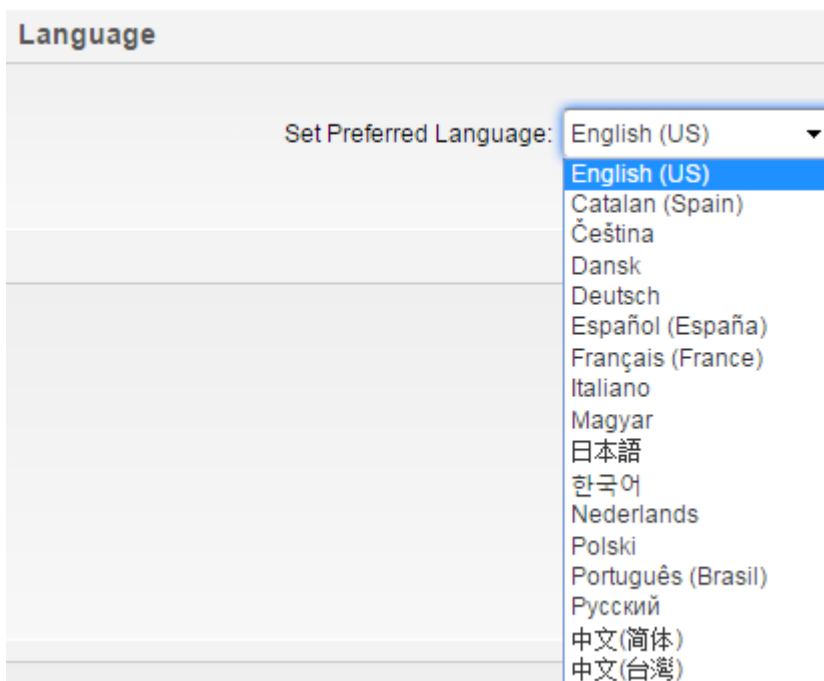 Language
Set Preferred Language: English (US)
English (US)
Catalan (Spain)
Čeština
Dansk
Deutsch
Español (España)
Français (France)
Italiano
Magyar
日本語
한국어
Nederlands
Polski
Português (Brasil)
Русский
中文(简体)
中文(台灣)